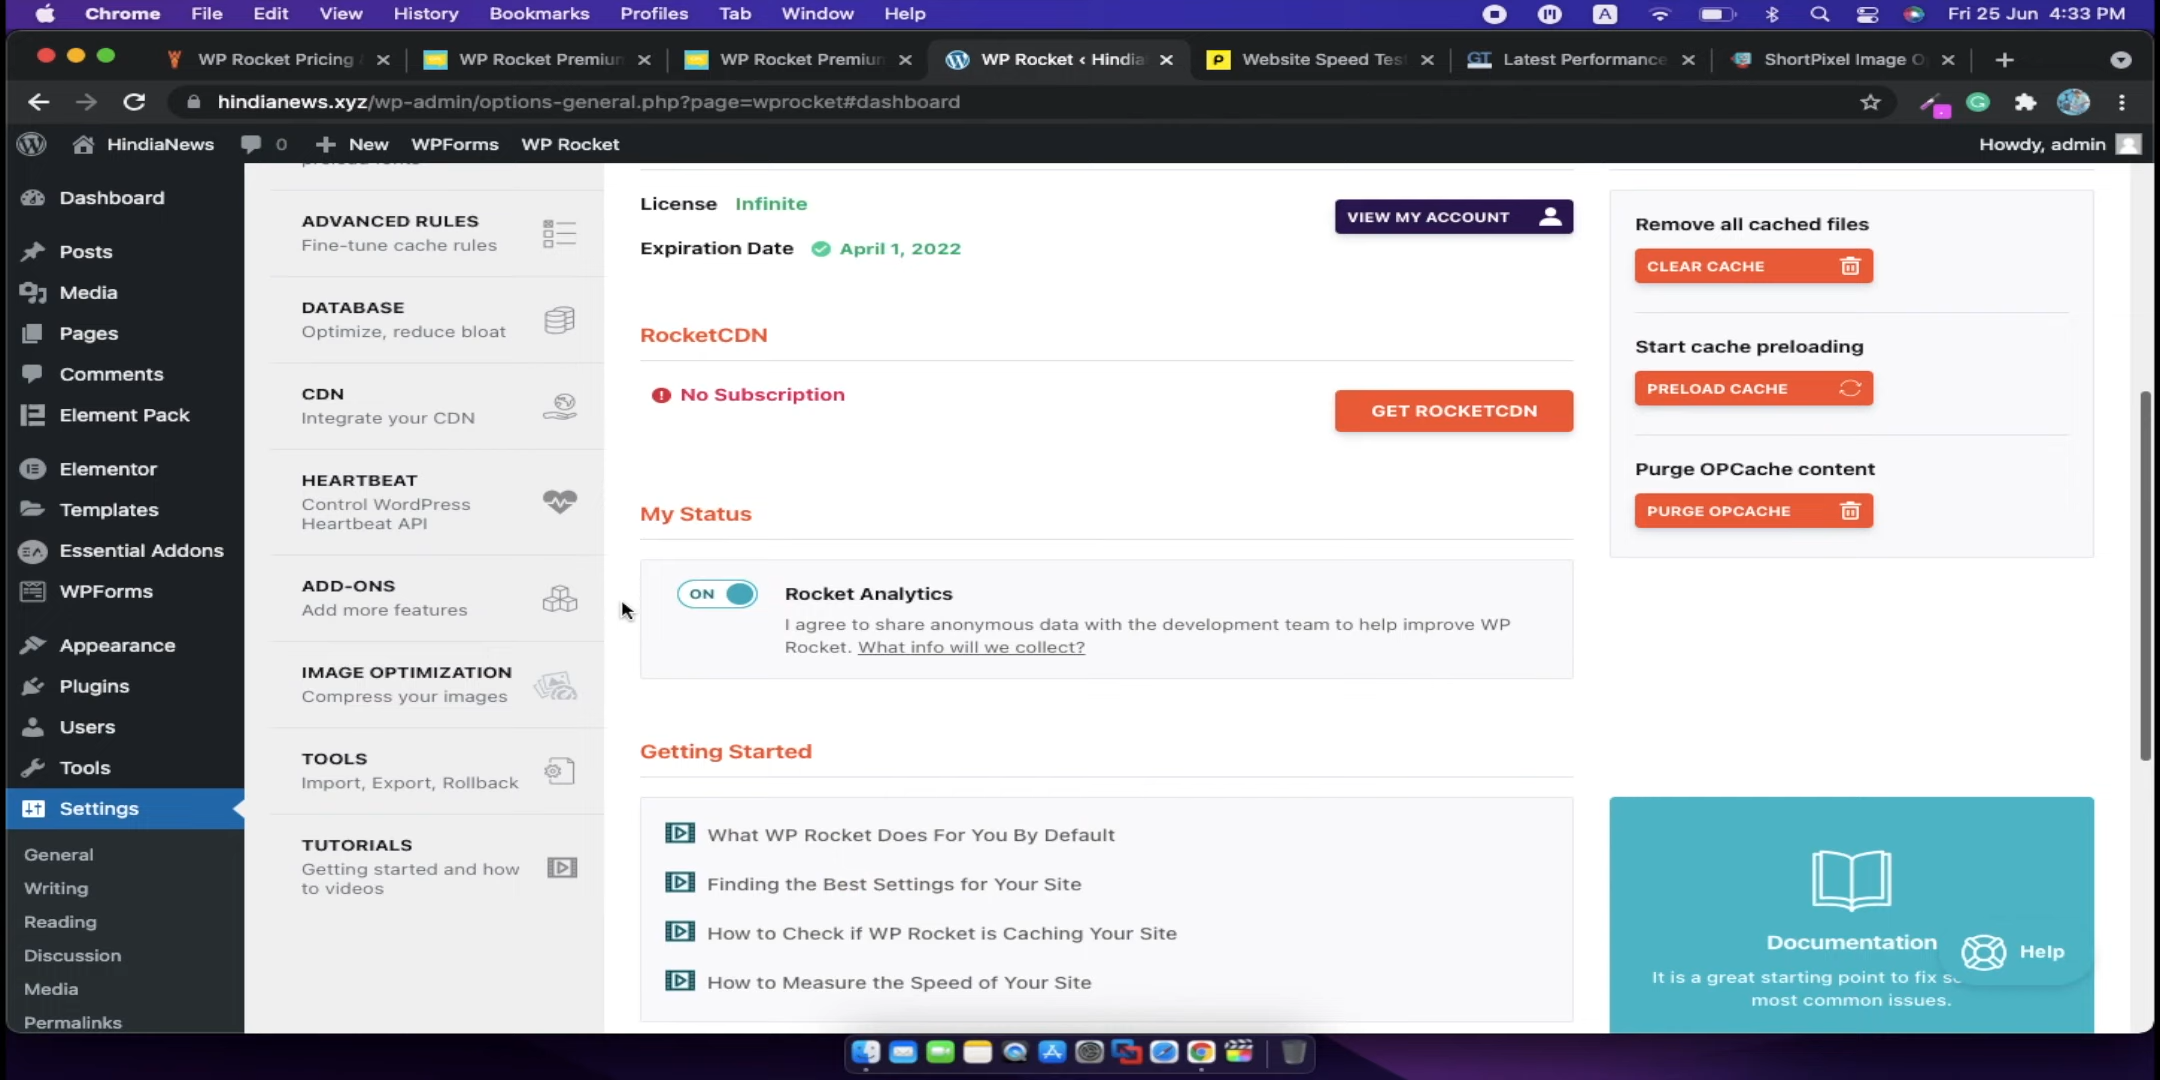 Chrome File Edit View History Bookmarks Profiles Tab Window Help
A
Fri 25 Jun 4:33 PM
WP Rocket Pricing
WP Rocket Premiun
WP Rocket Premiun
WP Rocket ‹ Hindia
P Website Speed Tes
GT Latest Performance
ShortPixel Image O
hindianews.xyz/wp-admin/options-general.php?page=wprocket#dashboard
HindiaNews 0 New WPForms WP Rocket
Howdy, admin
Dashboard
Posts
Media
Pages
Comments
Element Pack
Elementor
Templates
Essential Addons
WPForms
Appearance
Plugins
Users
Tools
Settings
General
Writing
Reading
Discussion
Media
Permalinks
ADVANCED RULES
Fine-tune cache rules
DATABASE
Optimize, reduce bloat
CDN
Integrate your CDN
HEARTBEAT
Control WordPress
Heartbeat API
ADD-ONS
Add more features
IMAGE OPTIMIZATION
Compress your images
TOOLS
Import, Export, Rollback
TUTORIALS
Getting started and how
to videos
License Infinite
VIEW MY ACCOUNT
Expiration Date April 1, 2022
RocketCDN
No Subscription
GET ROCKETCDN
My Status
ON
Rocket Analytics
I agree to share anonymous data with the development team to help improve WP
Rocket. What info will we collect?
Getting Started
What WP Rocket Does For You By Default
Finding the Best Settings for Your Site
How to Check if WP Rocket is Caching Your Site
How to Measure the Speed of Your Site
Remove all cached files
CLEAR CACHE
Start cache preloading
PRELOAD CACHE
Purge OPCache content
PURGE OPCACHE
Documentation
It is a great starting point to fix
most common issues.
Help